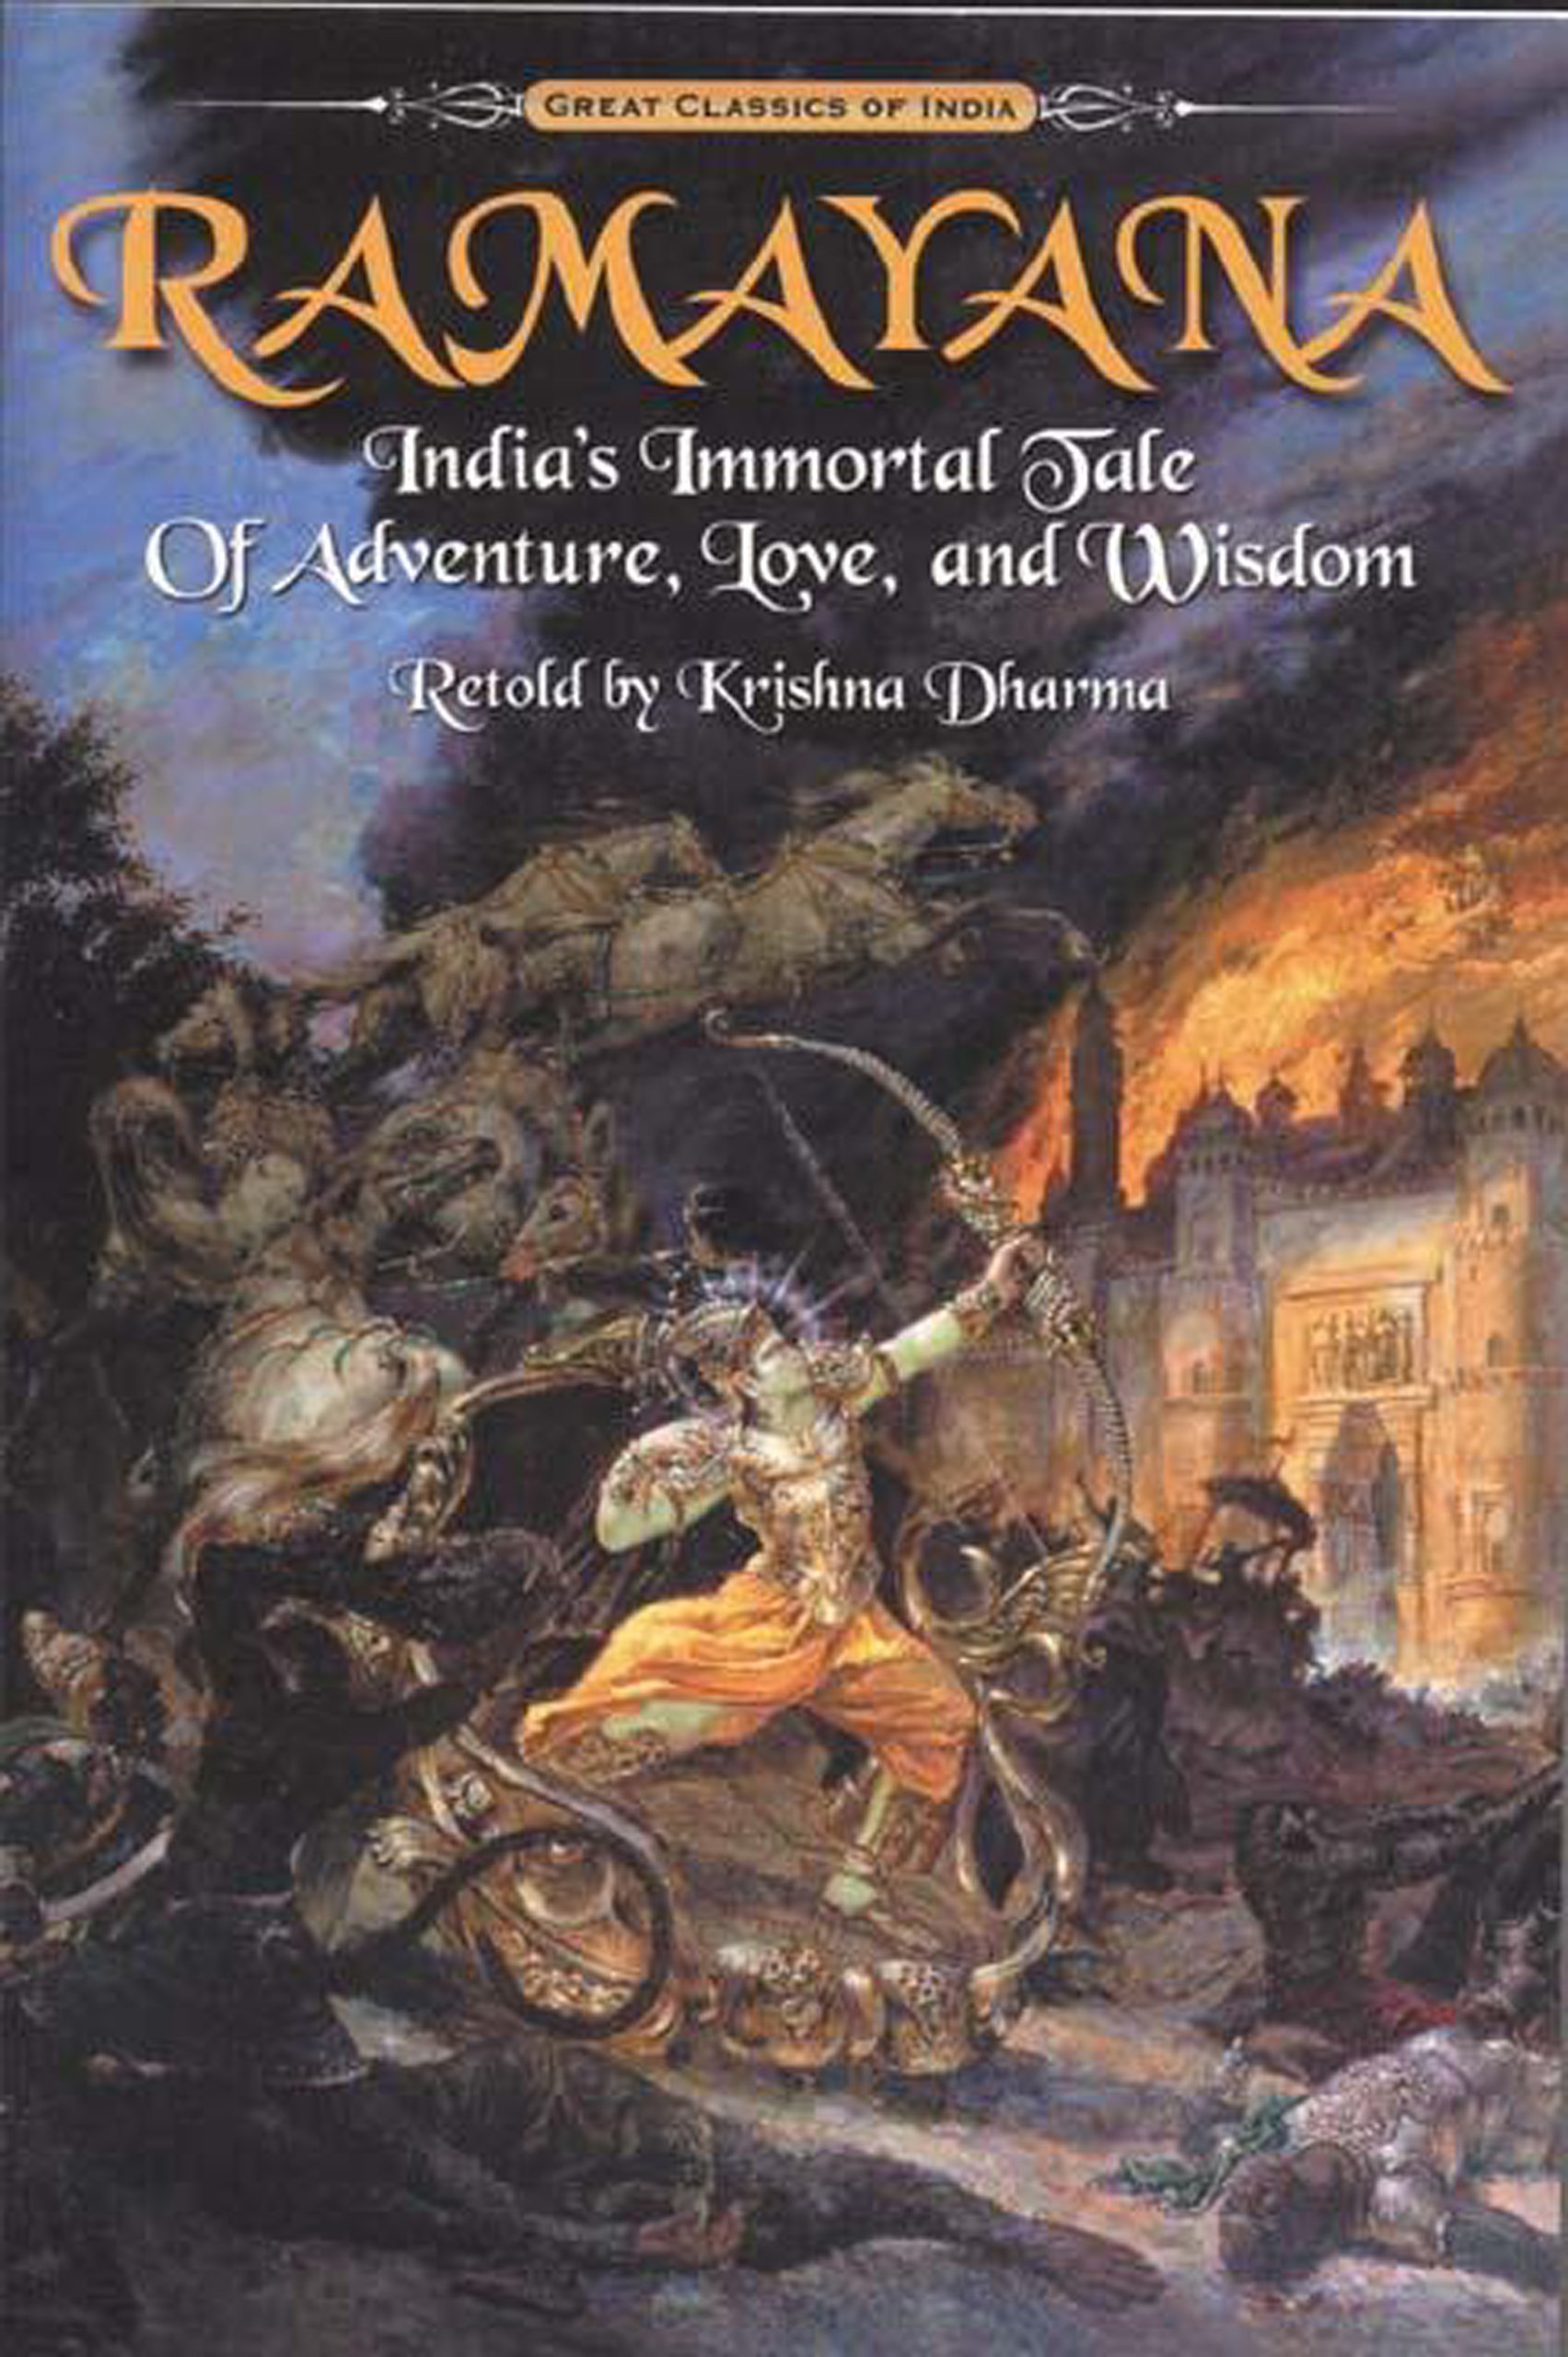 GREAT CLASSICS OF INDIA
RAMAYANA
India's Immortal Tale
Of Adventure, Love, and Wisdom
Retold by Krishna Dharma